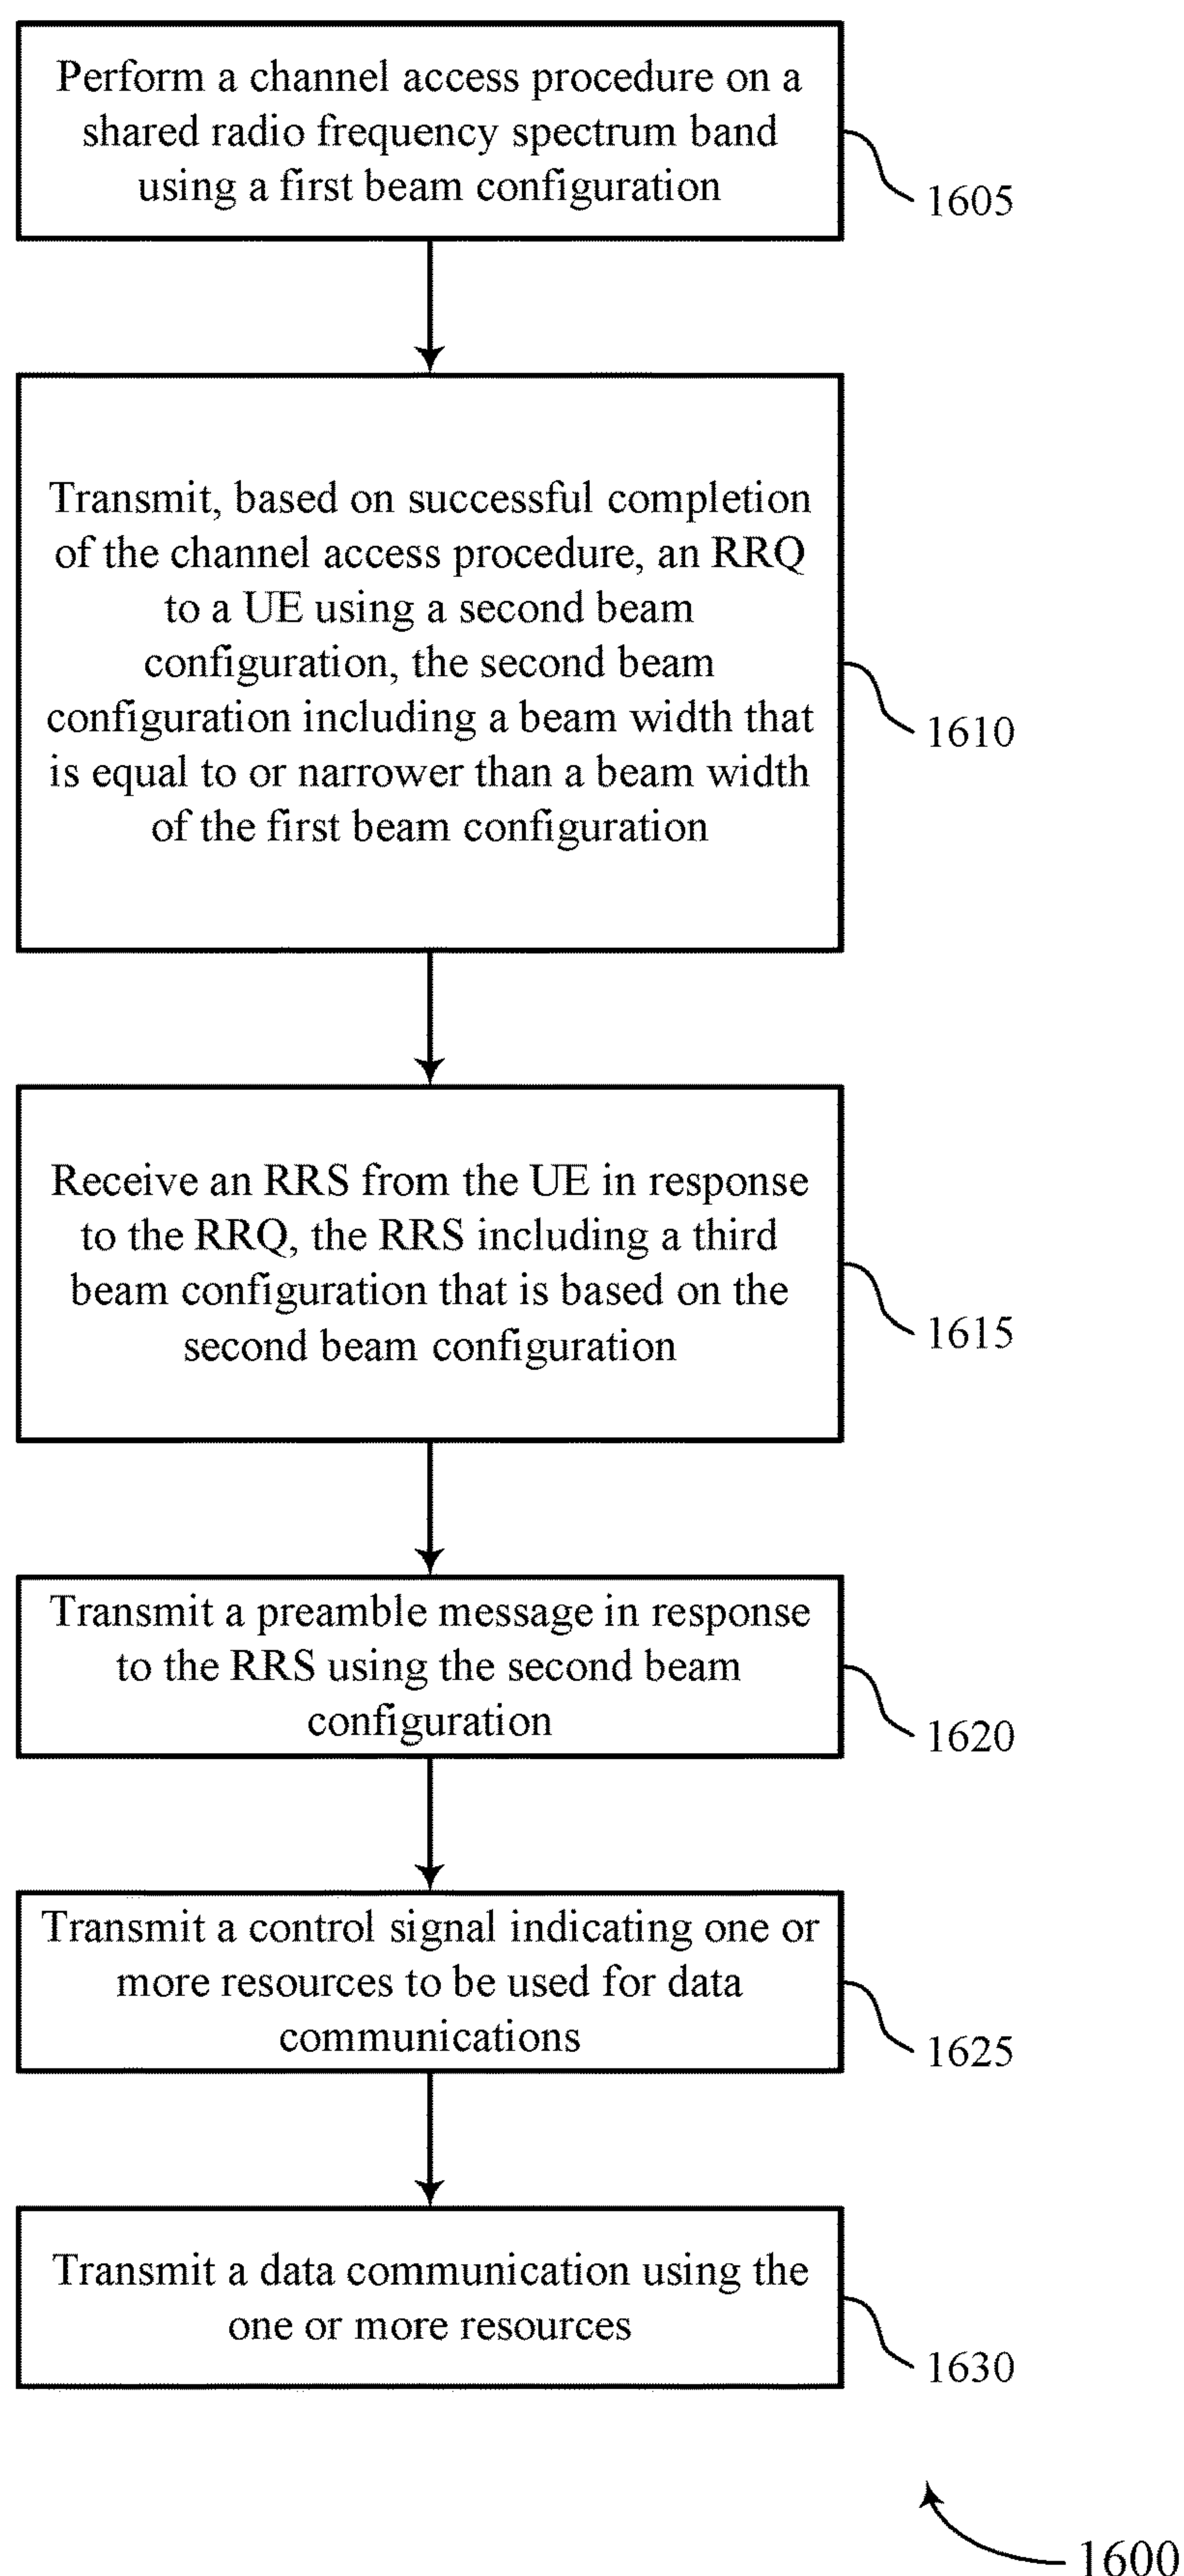 Perform a channel access procedure on a
shared radio frequency spectrum band
using a first beam configuration
1605
Transmit, based on successful completion
of the channel access procedure, an RRQ
to a UE using a second beam
configuration, the second beam
configuration including a beam width that
is equal to or narrower than a beam width
of the first beam configuration
1610
Receive an RRS from the UE in response
to the RRQ, the RRS including a third
beam configuration that is based on the
second beam configuration
1615
Transmit a preamble message in response
to the RRS using the second beam
configuration
1620
Transmit a control signal indicating one or
more resources to be used for data
communications
1625
Transmit a data communication using the
one or more resources
1630
1600